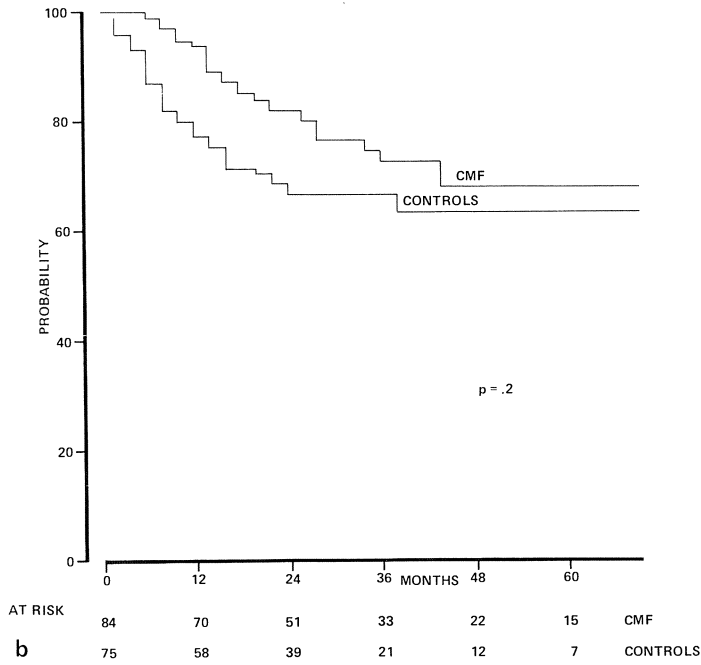 100
80
60
40
20
0
PROBABILITY
CMF
CONTROLS
p = .2
0 12 24 36 MONTHS 48 60
AT RISK
84 70 51 33 22 15 CMF
b 75 58 39 21 12 7 CONTROLS